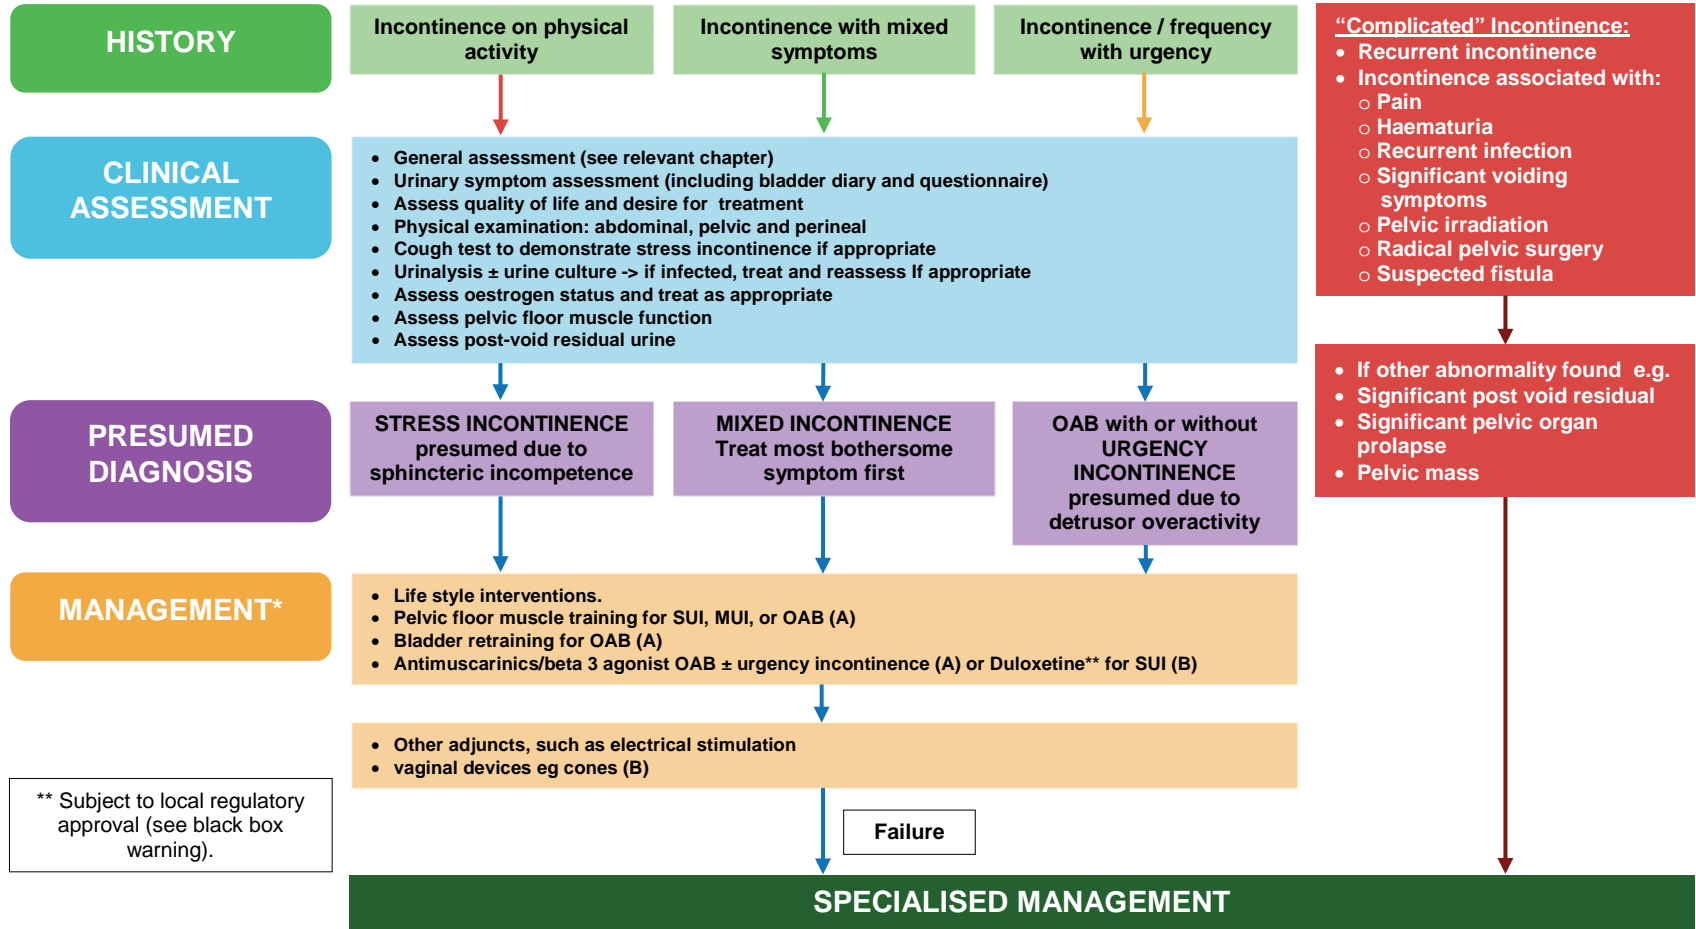 HISTORY
Incontinence on physical
activity
Incontinence with mixed
symptoms
Incontinence / frequency
with urgency
“Complicated” Incontinence:
• Recurrent incontinence
• Incontinence associated with:
o Pain
o Haematuria
o Recurrent infection
o Significant voiding
symptoms
o Pelvic irradiation
o Radical pelvic surgery
o Suspected fistula
CLINICAL
ASSESSMENT
• General assessment (see relevant chapter)
• Urinary symptom assessment (including bladder diary and questionnaire)
• Assess quality of life and desire for treatment
• Physical examination: abdominal, pelvic and perineal
• Cough test to demonstrate stress incontinence if appropriate
• Urinalysis ± urine culture -> if infected, treat and reassess If appropriate
• Assess oestrogen status and treat as appropriate
• Assess pelvic floor muscle function
• Assess post-void residual urine
• If other abnormality found e.g.
• Significant post void residual
• Significant pelvic organ
prolapse
• Pelvic mass
PRESUMED
DIAGNOSIS
STRESS INCONTINENCE
presumed due to
sphincteric incompetence
MIXED INCONTINENCE
Treat most bothersome
symptom first
OAB with or without
URGENCY
INCONTINENCE
presumed due to
detrusor overactivity
MANAGEMENT*
• Life style interventions.
• Pelvic floor muscle training for SUI, MUI, or OAB (A)
• Bladder retraining for OAB (A)
• Antimuscarinics/beta 3 agonist OAB ± urgency incontinence (A) or Duloxetine** for SUI (B)
• Other adjuncts, such as electrical stimulation
• vaginal devices eg cones (B)
** Subject to local regulatory
approval (see black box
warning).
Failure
SPECIALISED MANAGEMENT